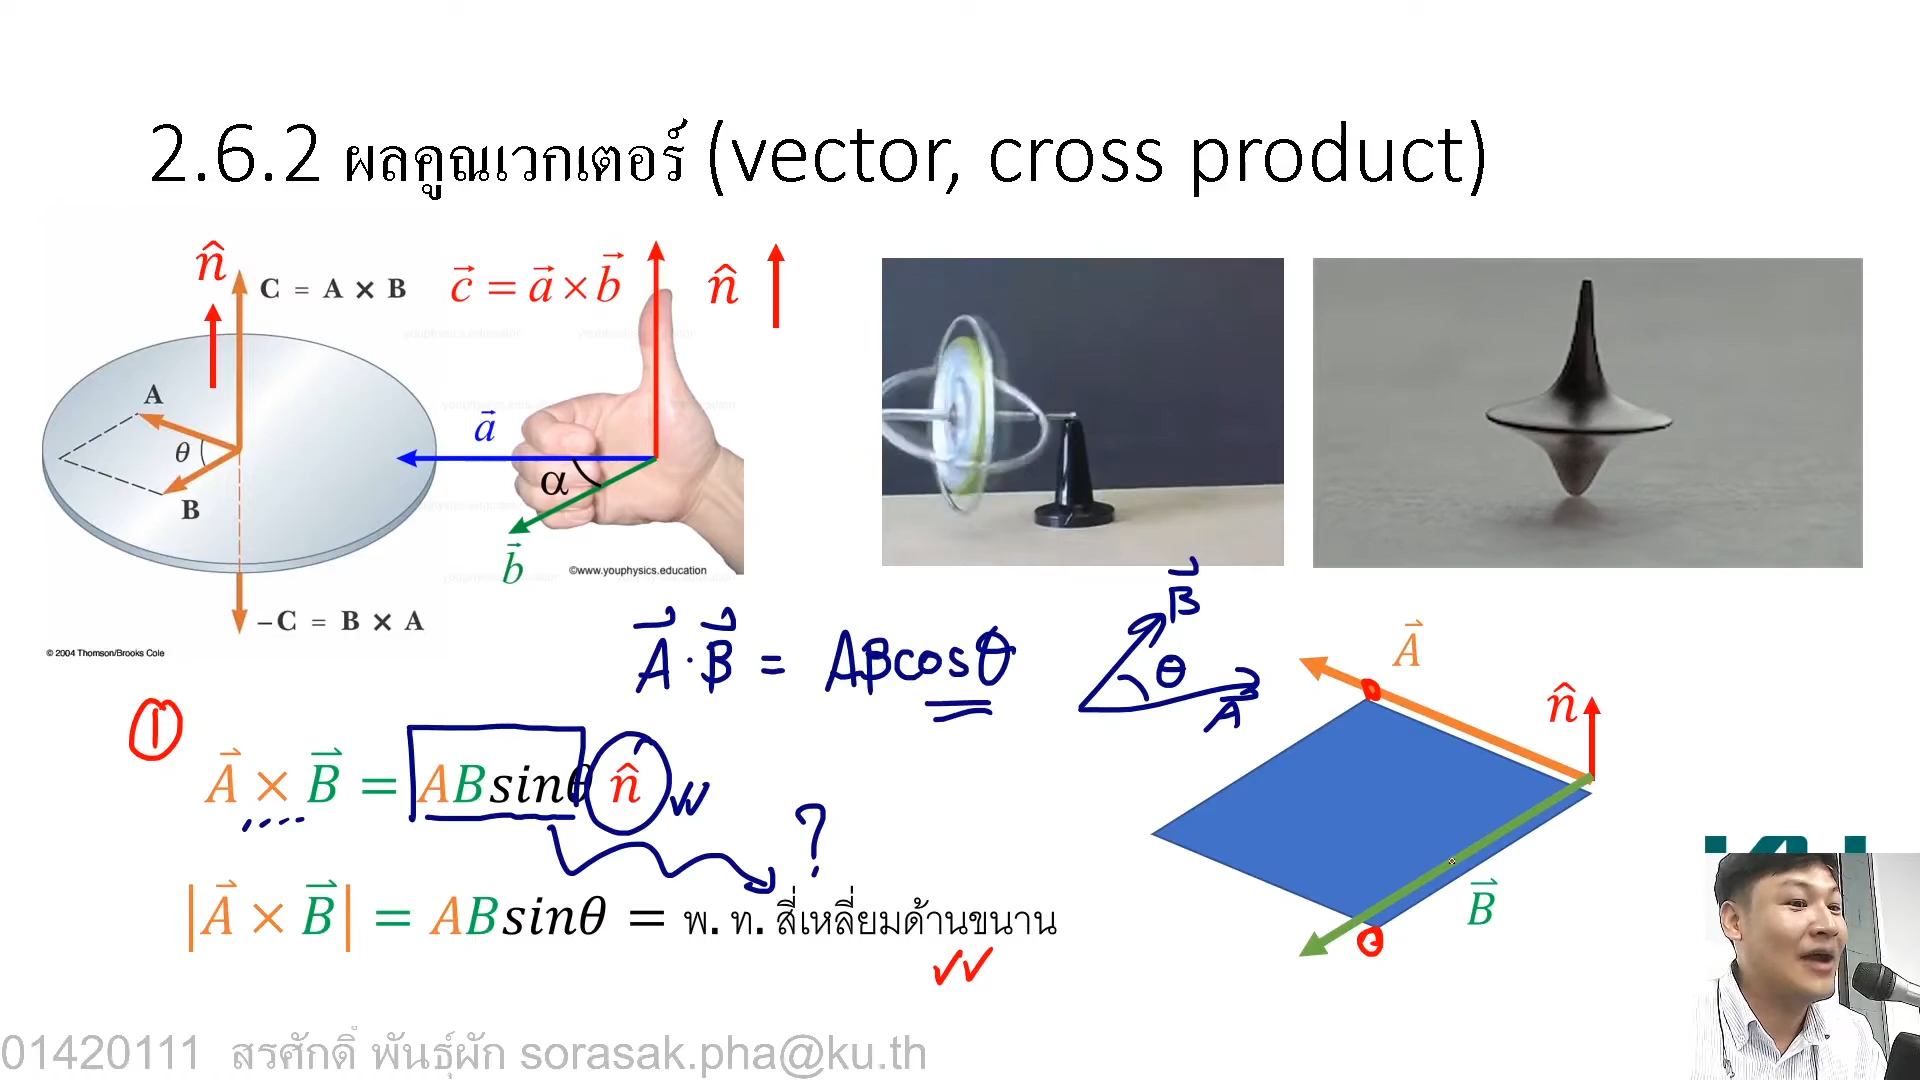 2.6.2 ผลคูณเวกเตอร์ (vector, cross product)
n̂
C = A × B
A
θ
B
–C = B × A
© 2004 Thomson/Brooks Cole
c⃗ = a⃗ × b⃗
n̂
a⃗
α
b⃗
©www.youphysics.education
A⃗ · B⃗ = ABcosθ
B⃗
θ
A⃗
①
A⃗ × B⃗ = ABsinθ n̂
?
|A⃗ × B⃗| = ABsinθ = พ. ท. สี่เหลี่ยมด้านขนาน
A⃗
n̂
B⃗
01420111 สรศักดิ์ พันธุ์ผัก sorasak.pha@ku.th